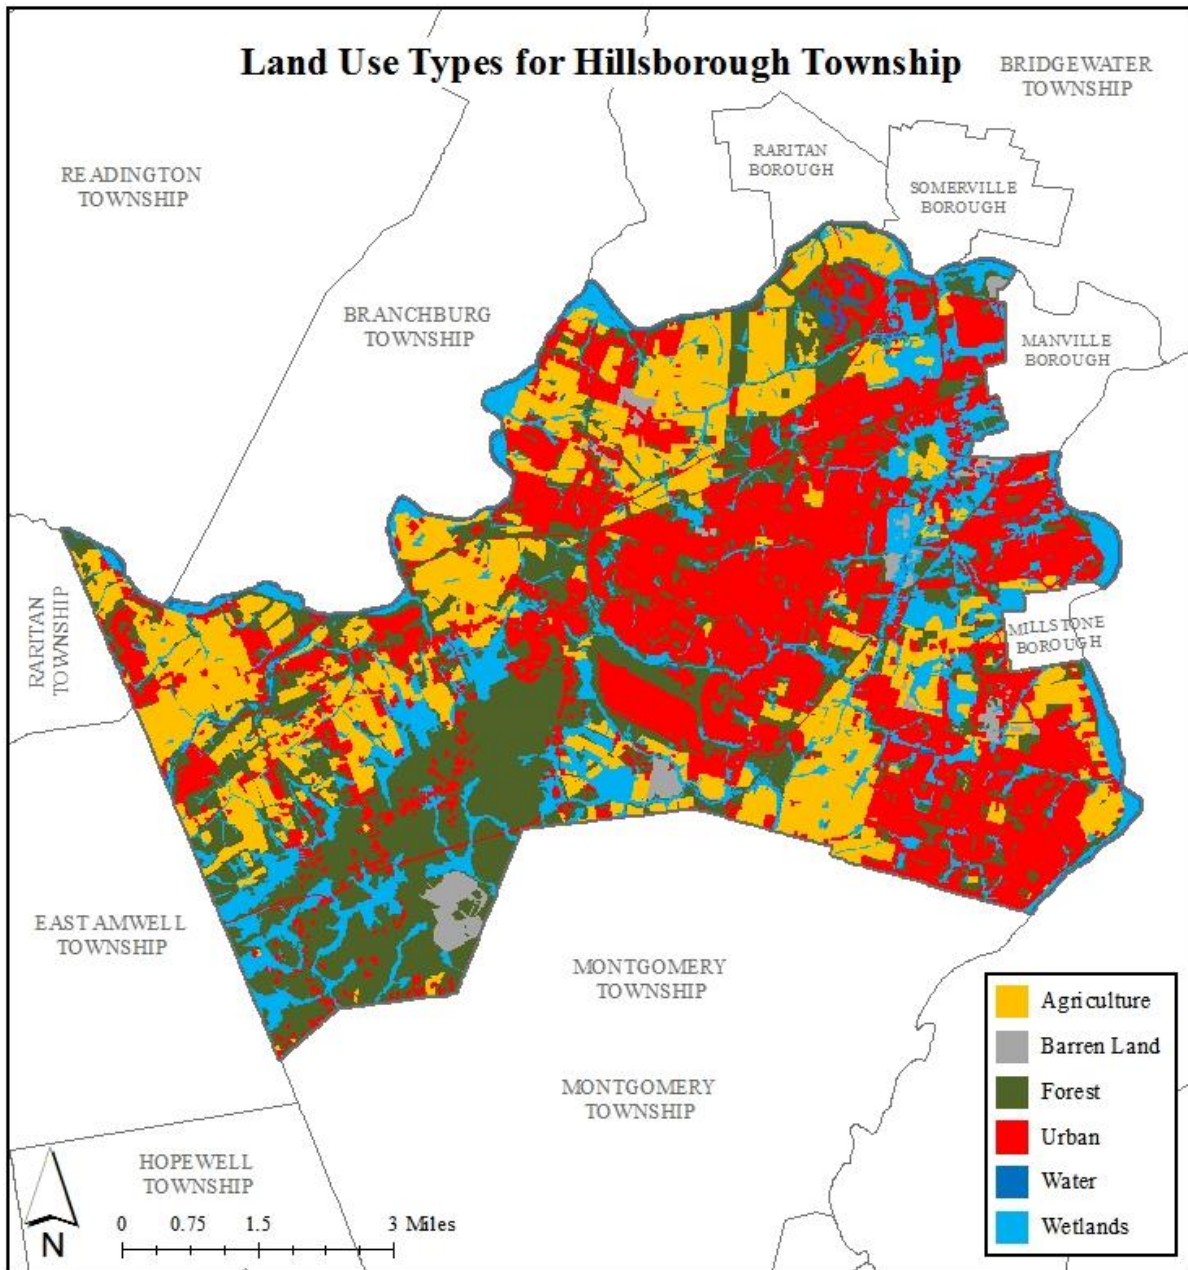 Land Use Types for Hillsborough Township
BRIDGEWATER
TOWNSHIP
RARITAN
BOROUGH
READINGTON
TOWNSHIP
SOMERVILLE
BOROUGH
BRANCHBURG
TOWNSHIP
MANVILLE
BOROUGH
RARITAN
TOWNSHIP
MILLSTONE
BOROUGH
EAST AMWELL
TOWNSHIP
MONTGOMERY
TOWNSHIP
MONTGOMERY
TOWNSHIP
HOPEWELL
TOWNSHIP
N
0 0.75 1.5 3 Miles
Agriculture
Barren Land
Forest
Urban
Water
Wetlands